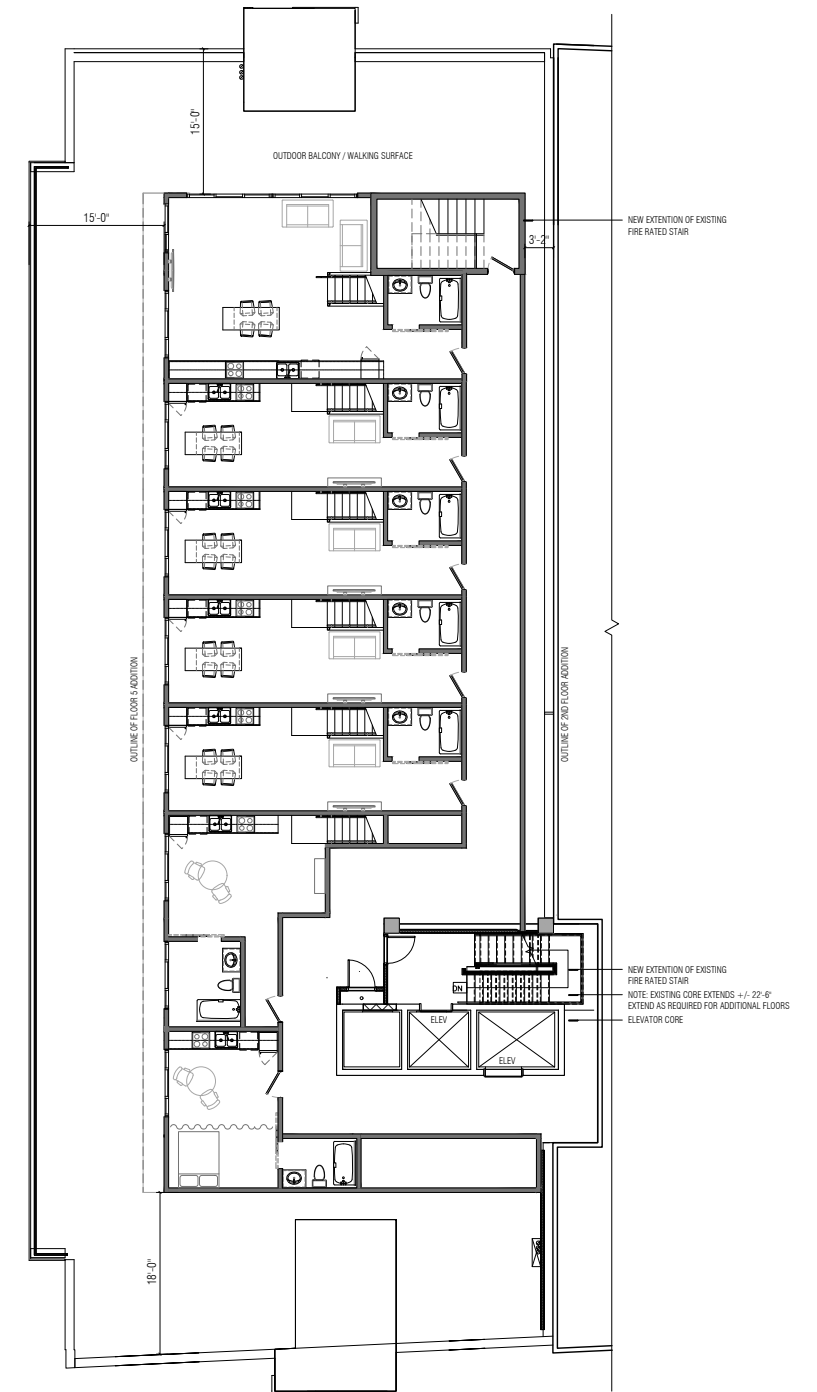 15'-0"
OUTDOOR BALCONY / WALKING SURFACE
15'-0"
NEW EXTENTION OF EXISTING
FIRE RATED STAIR
3'-2"
OUTLINE OF FLOOR 5 ADDITION
OUTLINE OF 2ND FLOOR ADDITION
NEW EXTENTION OF EXISTING
FIRE RATED STAIR
DN
NOTE: EXISTING CORE EXTENDS +/- 22'-6"
EXTEND AS REQUIRED FOR ADDITIONAL FLOORS
ELEV
ELEVATOR CORE
ELEV
18'-0"